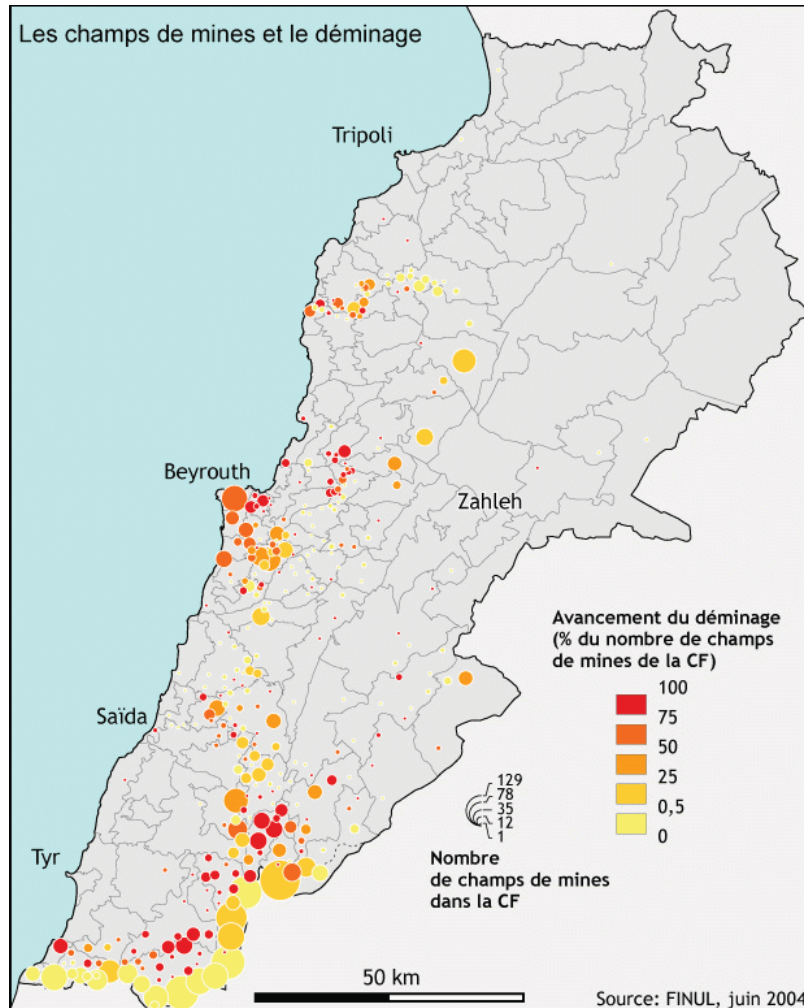 Les champs de mines et le déminage
Tripoli
Beyrouth
Zahleh
Saïda
Tyr
Avancement du déminage
(% du nombre de champs
de mines de la CF)
100
75
50
25
0,5
0
129
78
35
12
1
Nombre
de champs de mines
dans la CF
50 km
Source: FINUL, juin 2004